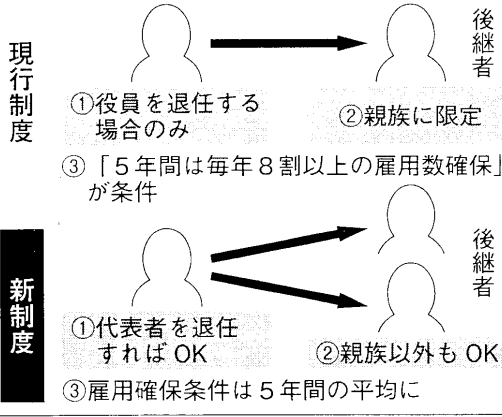 現行制度
後継者
①役員を退任する
場合のみ
②親族に限定
③「5年間は毎年8割以上の雇用数確保」
が条件
新制度
後継者
①代表者を退任
すればOK
②親族以外もOK
③雇用確保条件は5年間の平均に